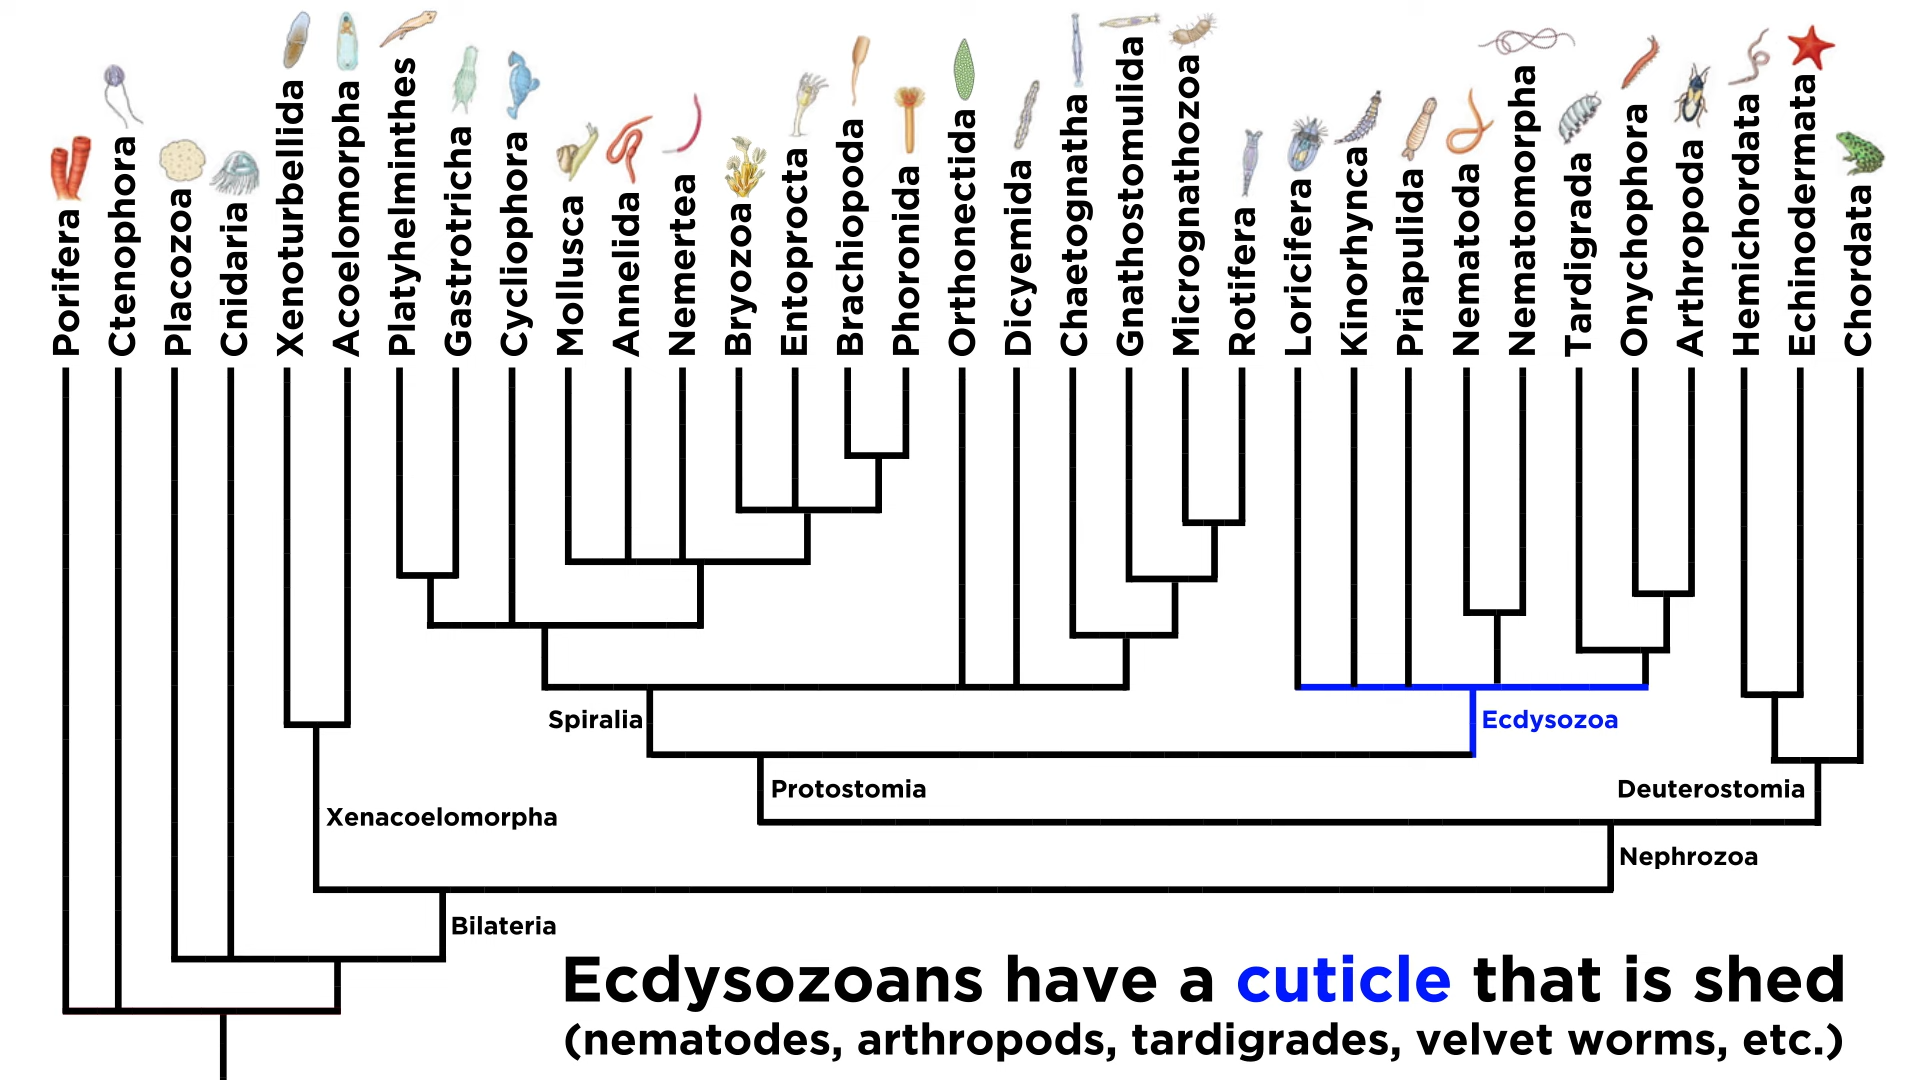 Porifera
Ctenophora
Placozoa
Cnidaria
Xenoturbellida
Acoelomorpha
Platyhelminthes
Gastrotricha
Cycliophora
Mollusca
Annelida
Nemertea
Bryozoa
Entoprocta
Brachiopoda
Phoronida
Orthonectida
Dicyemida
Chaetognatha
Gnathostomulida
Micrognathozoa
Rotifera
Loricifera
Kinorhynca
Priapulida
Nematoda
Nematomorpha
Tardigrada
Onychophora
Arthropoda
Hemichordata
Echinodermata
Chordata
Spiralia
Ecdysozoa
Protostomia
Deuterostomia
Xenacoelomorpha
Nephrozoa
Bilateria
Ecdysozoans have a cuticle that is shed
(nematodes, arthropods, tardigrades, velvet worms, etc.)